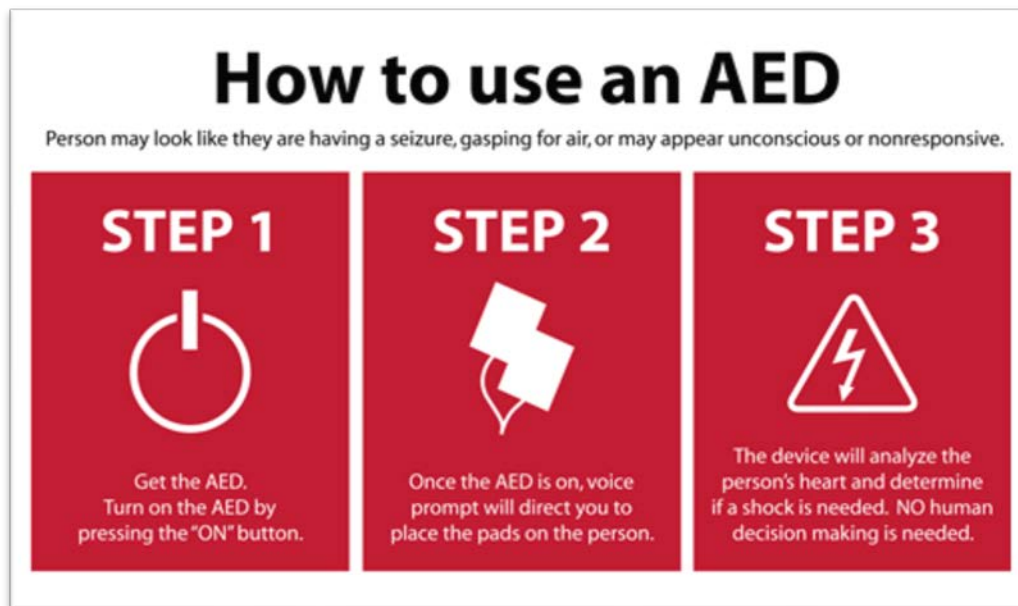 How to use an AED
Person may look like they are having a seizure, gasping for air, or may appear unconscious or nonresponsive.
STEP 1
Get the AED.
Turn on the AED by
pressing the "ON" button.
STEP 2
Once the AED is on, voice
prompt will direct you to
place the pads on the person.
STEP 3
The device will analyze the
person's heart and determine
if a shock is needed. NO human
decision making is needed.